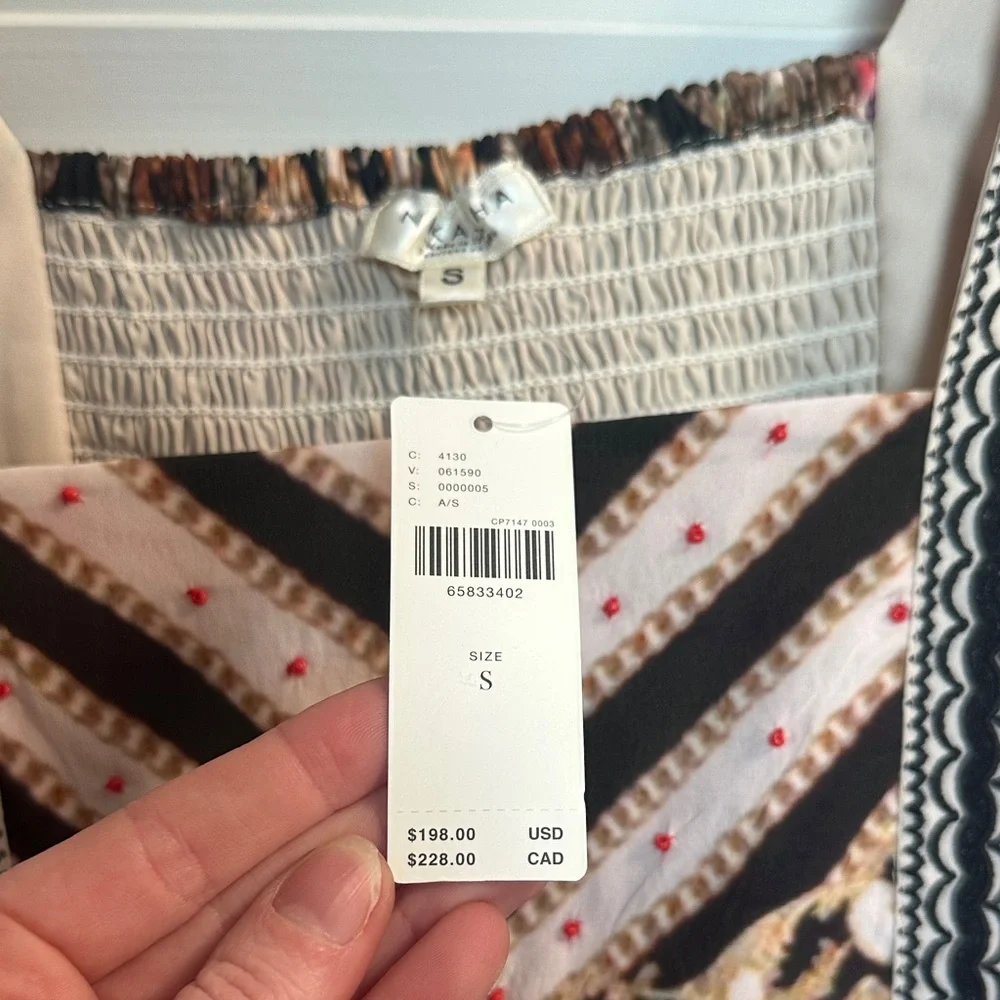 S
C: 4130
V: 061590
S: 0000005
C: A/S
CP7147 0003
65833402
SIZE
S
$198.00 USD
$228.00 CAD